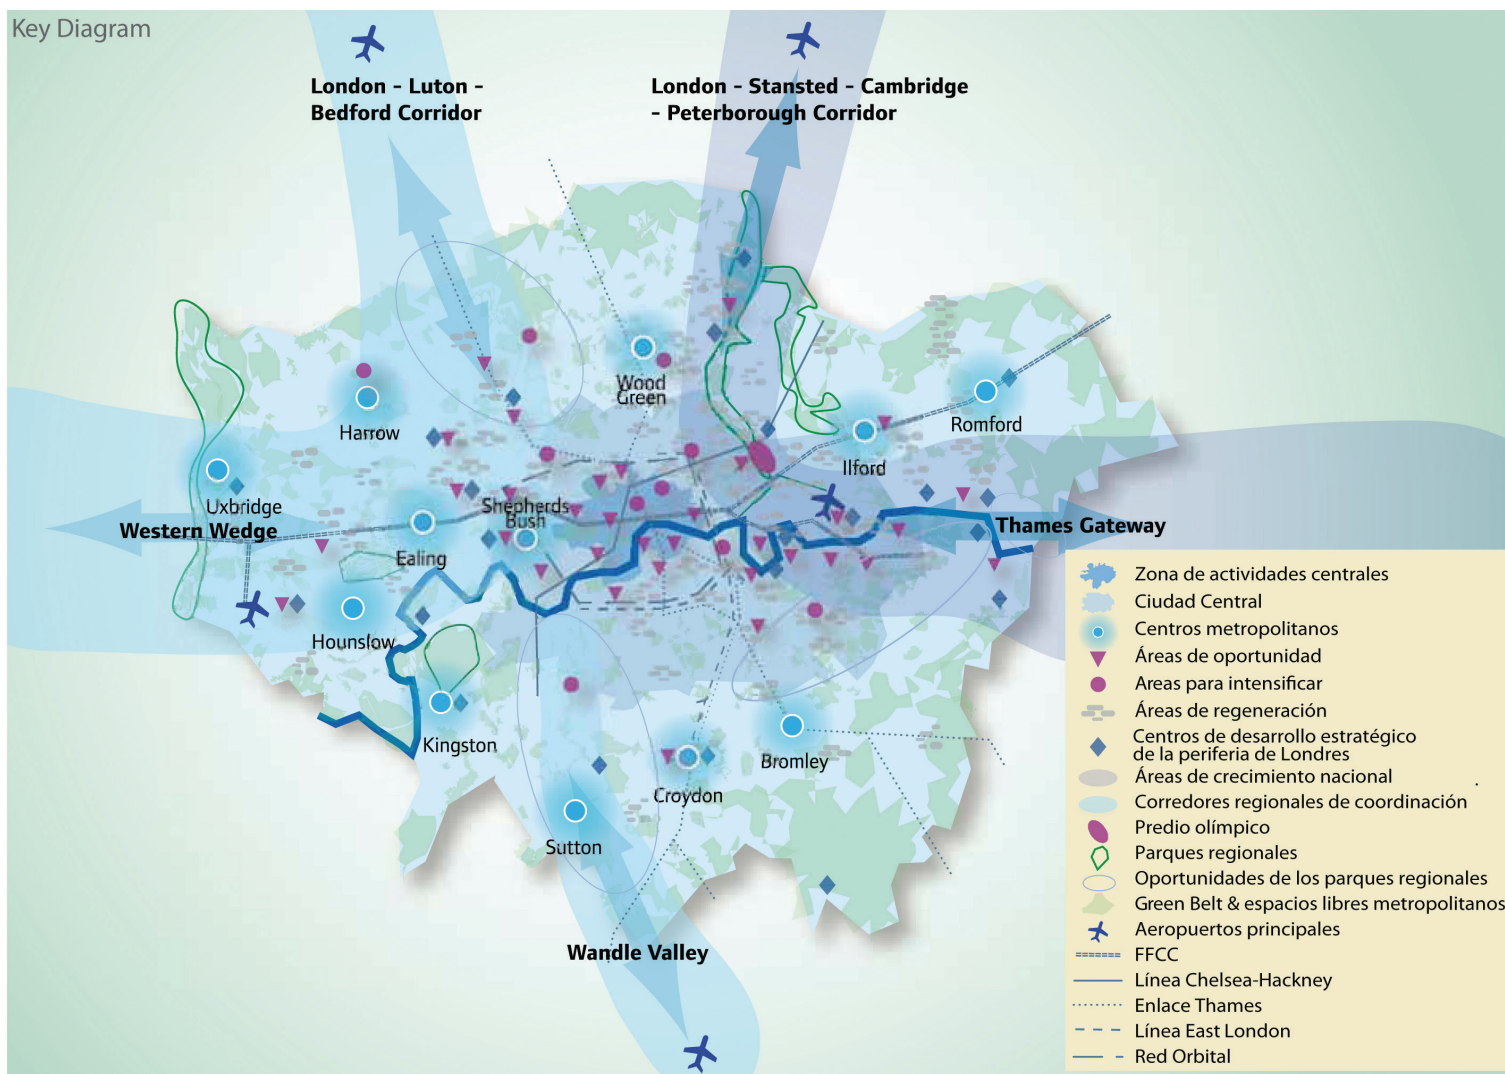 Key Diagram
London - Luton -
Bedford Corridor
London - Stansted - Cambridge
- Peterborough Corridor
Wood
Green
Harrow
Romford
Ilford
Uxbridge
Shepherds
Bush
Western Wedge
Thames Gateway
Ealing
Hounslow
Kingston
Bromley
Croydon
Sutton
Wandle Valley
Zona de actividades centrales
Ciudad Central
Centros metropolitanos
Áreas de oportunidad
Areas para intensificar
Áreas de regeneración
Centros de desarrollo estratégico
de la periferia de Londres
Áreas de crecimiento nacional
Corredores regionales de coordinación
Predio olímpico
Parques regionales
Oportunidades de los parques regionales
Green Belt & espacios libres metropolitanos
Aeropuertos principales
FFCC
Línea Chelsea-Hackney
Enlace Thames
Línea East London
Red Orbital